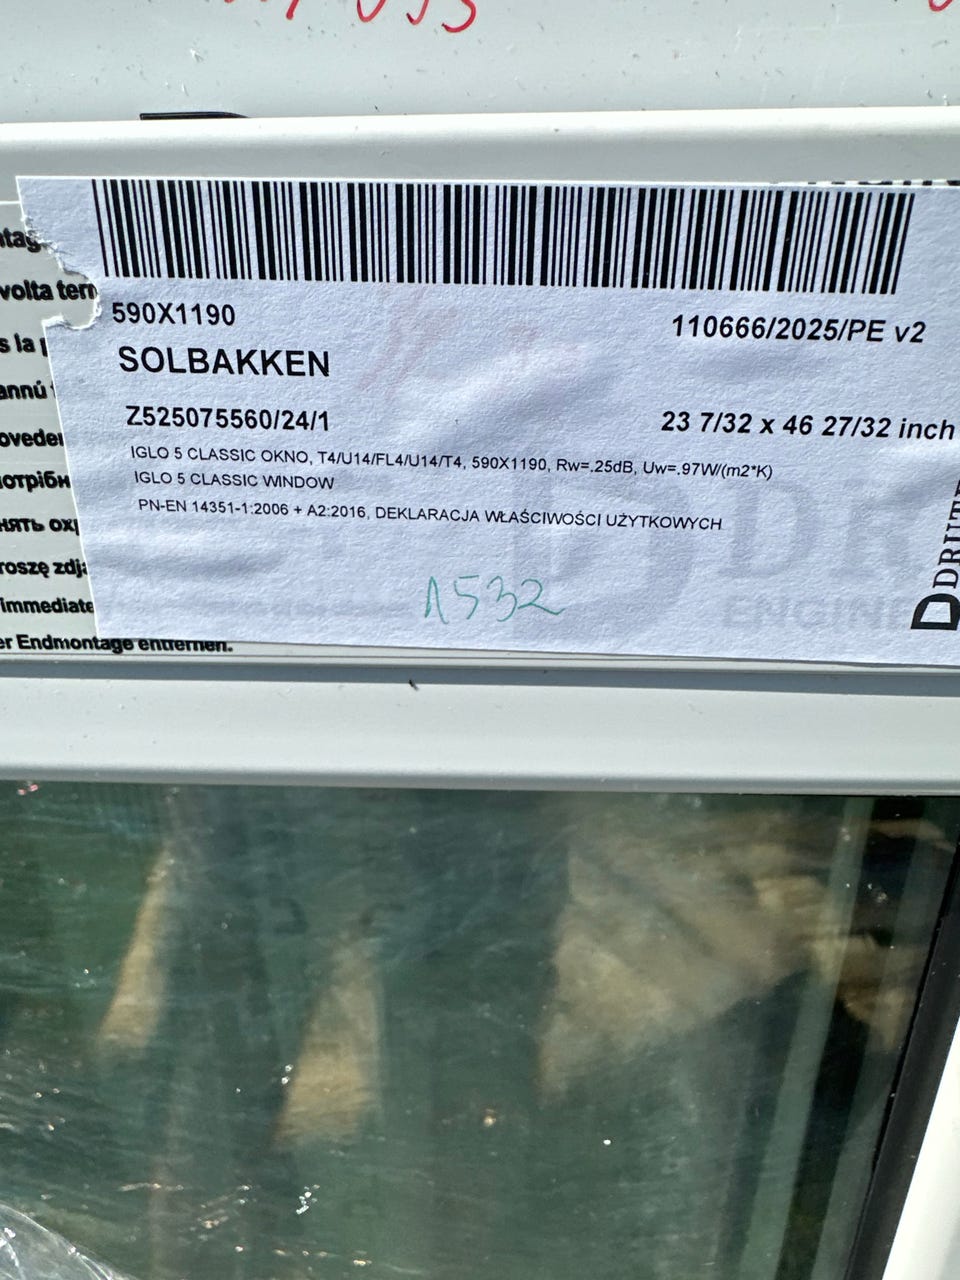 590X1190
110666/2025/PE v2
SOLBAKKEN
Z525075560/24/1
23 7/32 x 46 27/32 inch
IGLO 5 CLASSIC OKNO, T4/U14/FL4/U14/T4, 590X1190, Rw=.25dB, Uw=.97W/(m2*K)
IGLO 5 CLASSIC WINDOW
PN-EN 14351-1:2006 + A2:2016, DEKLARACJA WŁAŚCIWOŚCI UŻYTKOWYCH
1532
volta
immediate
er Endmontage entfernen.